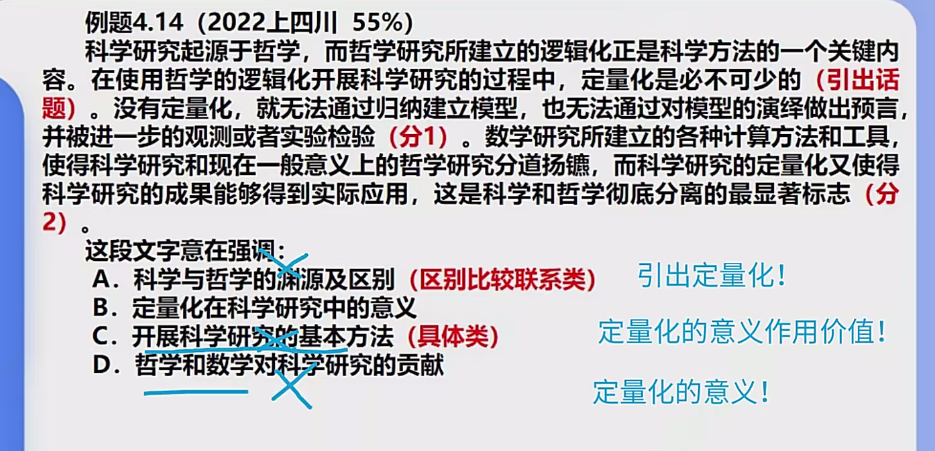 例题4.14（2022上四川 55%）
科学研究起源于哲学，而哲学研究所建立的逻辑化正是科学方法的一个关键内
容。在使用哲学的逻辑化开展科学研究的过程中，定量化是必不可少的（引出话
题）。没有定量化，就无法通过归纳建立模型，也无法通过对模型的演绎做出预言，
并被进一步的观测或者实验检验（分1）。数学研究所建立的各种计算方法和工具，
使得科学研究和现在一般意义上的哲学研究分道扬镳，而科学研究的定量化又使得
科学研究的成果能够得到实际应用，这是科学和哲学彻底分离的最显著标志（分
2）。
这段文字意在强调：
A．科学与哲学的渊源及区别（区别比较联系类） 引出定量化！
B．定量化在科学研究中的意义
C．开展科学研究的基本方法（具体类） 定量化的意义作用价值！
D．哲学和数学对科学研究的贡献
定量化的意义！